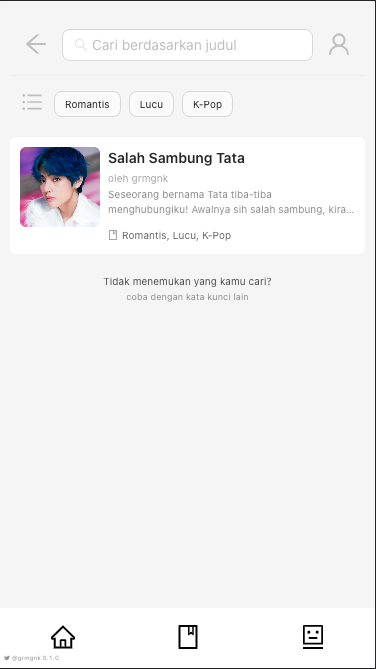 Cari berdasarkan judul
Romantis
Lucu
K-Pop
Salah Sambung Tata
oleh grmgnk
Seseorang bernama Tata tiba-tiba
menghubungiku! Awalnya sih salah sambung, kira...
Romantis, Lucu, K-Pop
Tidak menemukan yang kamu cari?
coba dengan kata kunci lain
@grmgnk 0.1.0